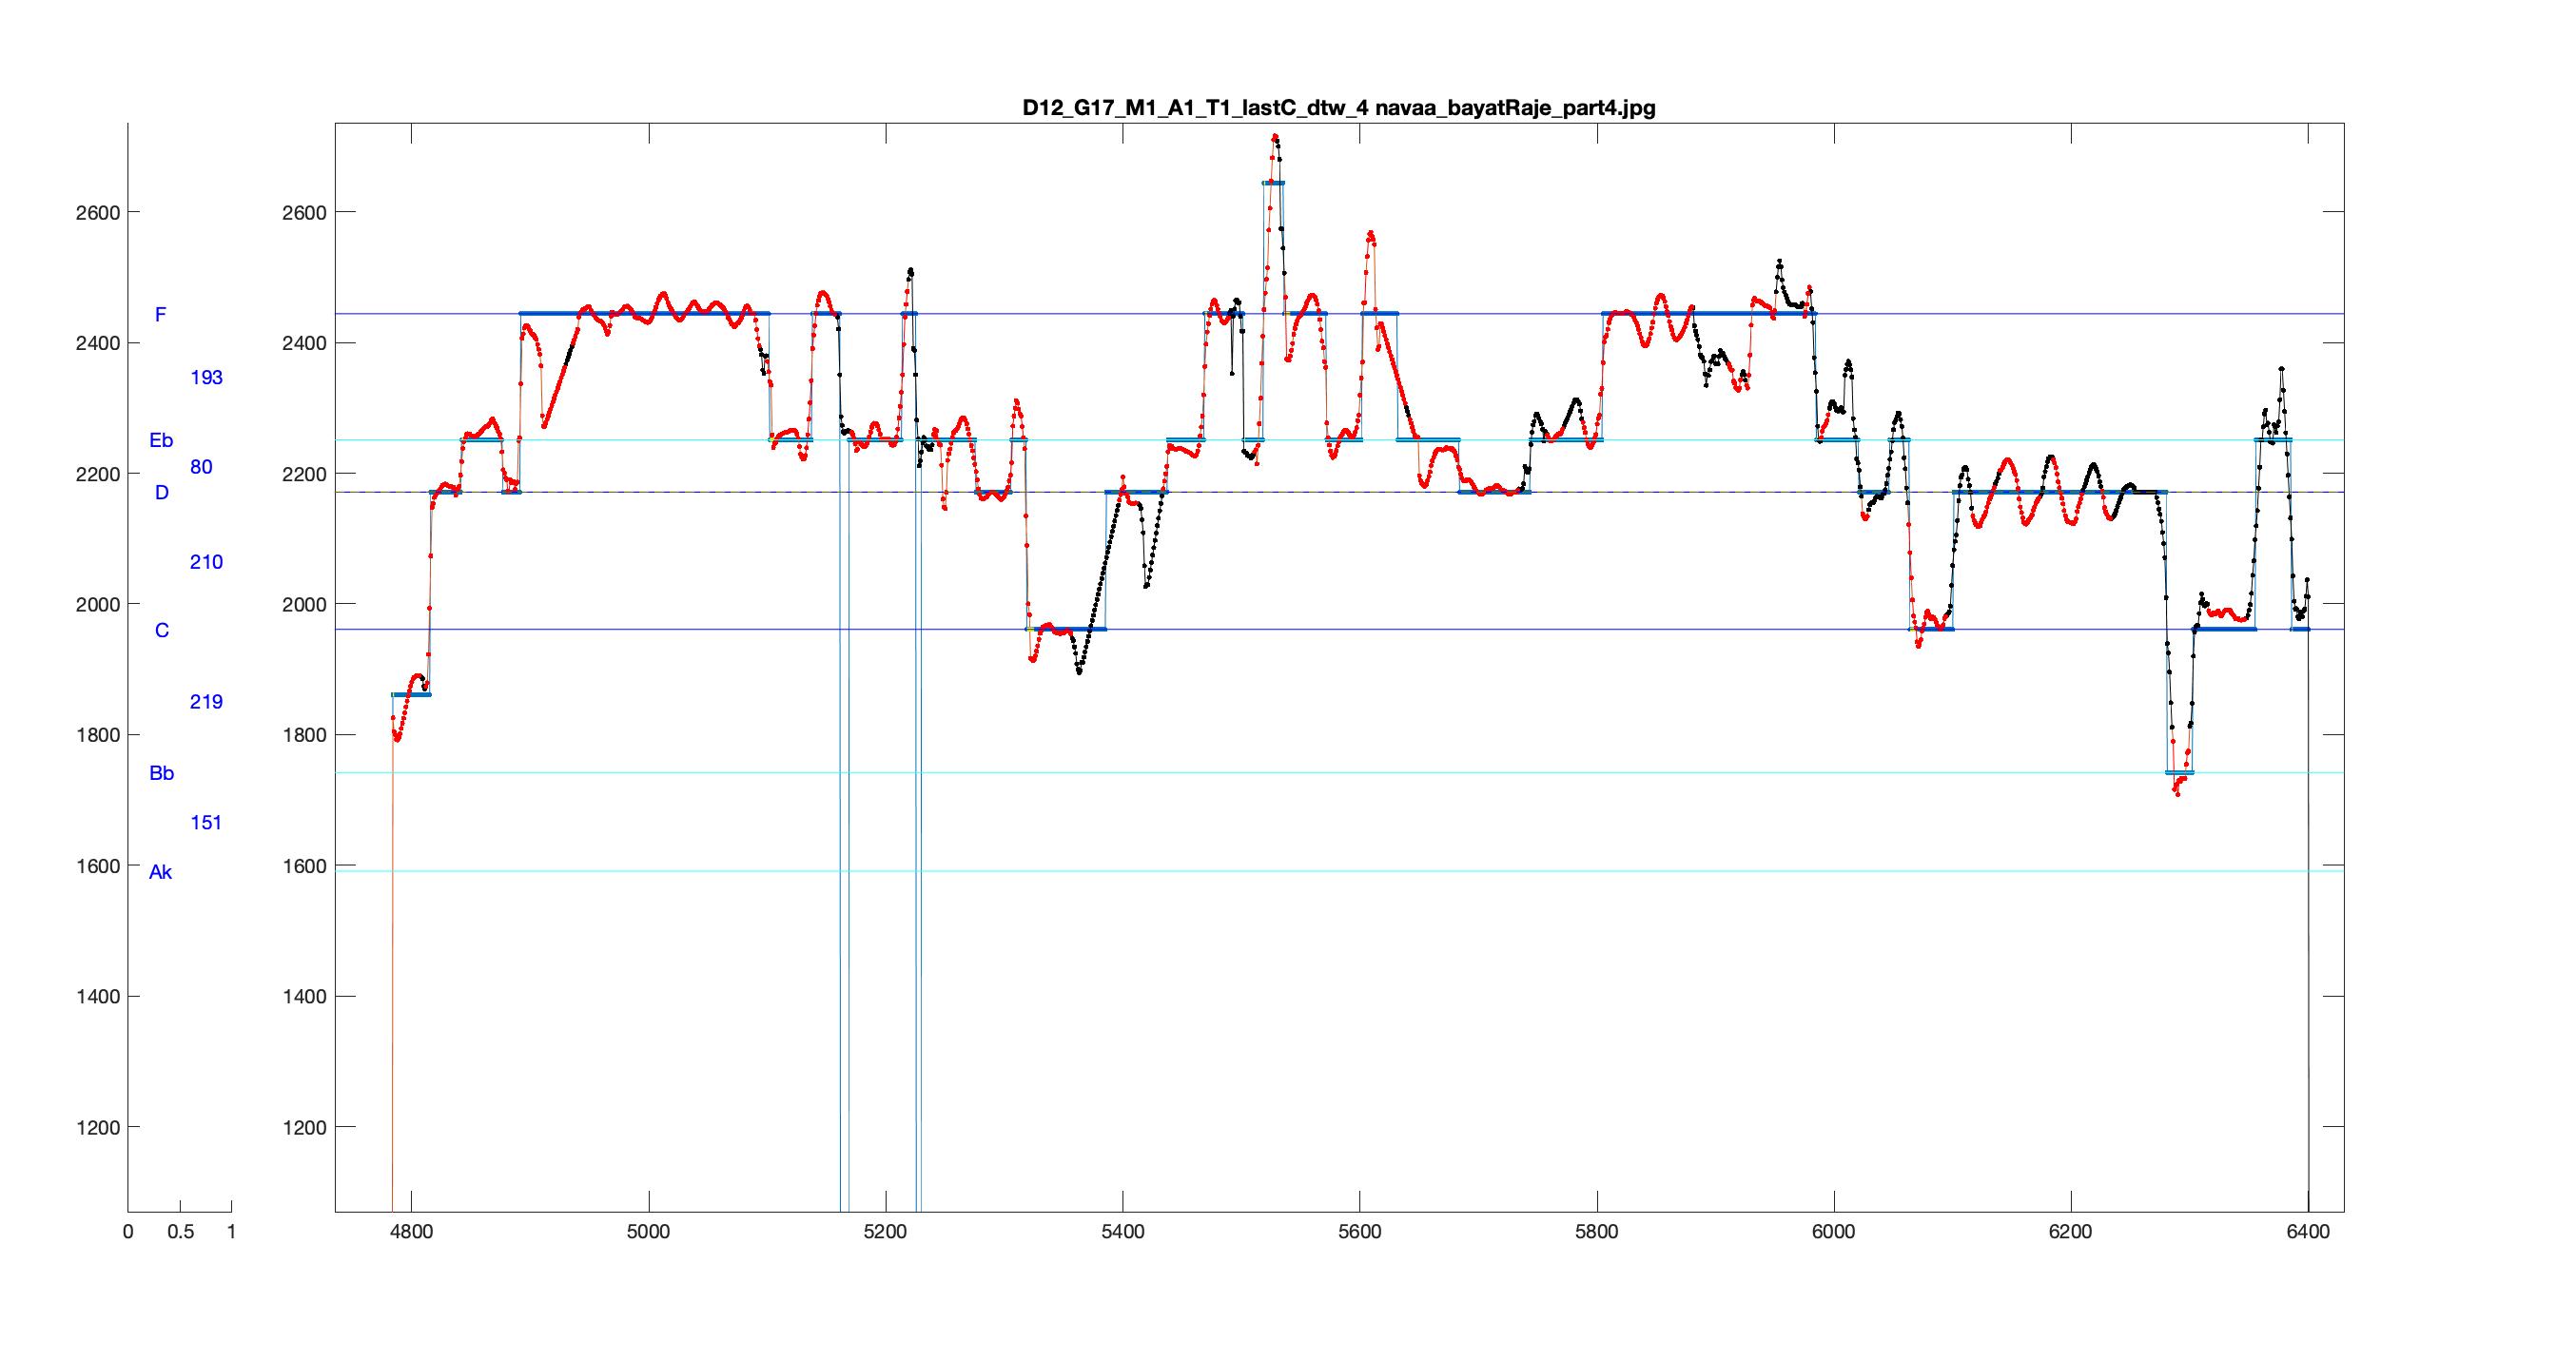 D12_G17_M1_A1_T1_lastC_dtw_4 navaa_bayatRaje_part4.jpg
2600 2600
F
2400 2400
193
Eb
2200 80 2200
D
210
2000 2000
C
219
1800 1800
Bb
151
1600 Ak 1600
1400 1400
1200 1200
0 0.5 1 4800 5000 5200 5400 5600 5800 6000 6200 6400